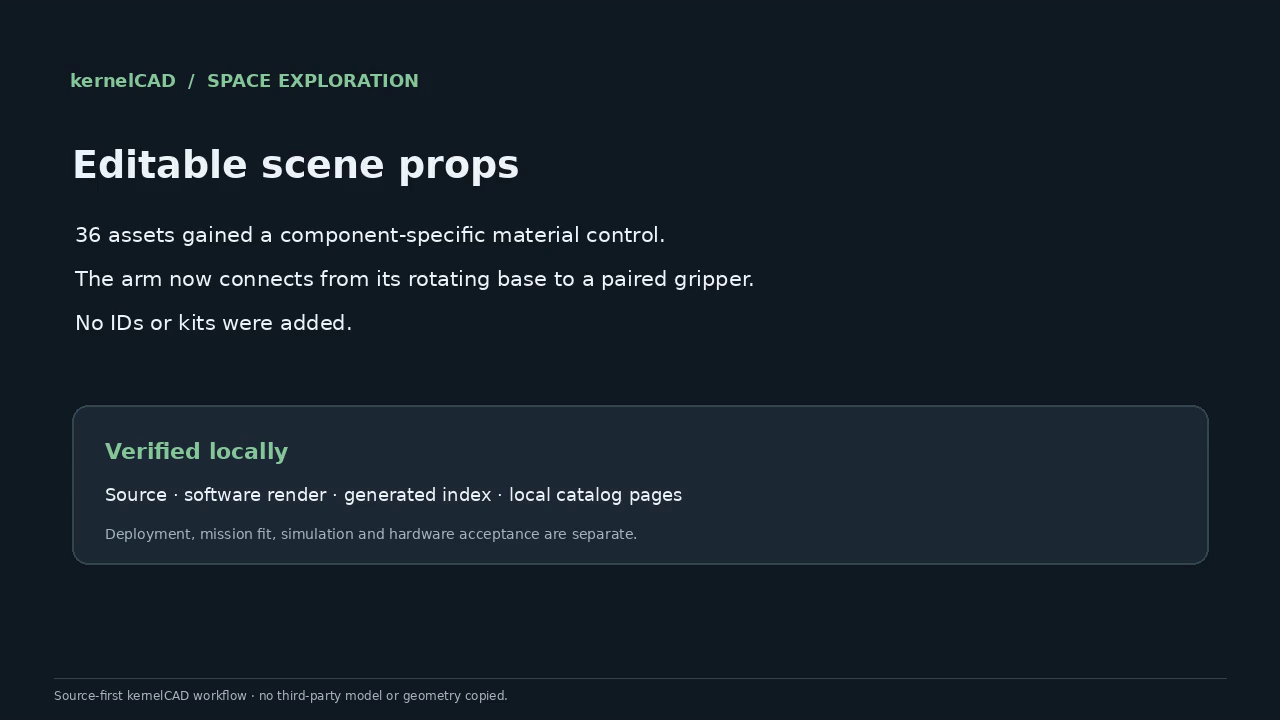 kernelCAD / SPACE EXPLORATION
Editable scene props
36 assets gained a component-specific material control.
The arm now connects from its rotating base to a paired gripper.
No IDs or kits were added.
Verified locally
Source · software render · generated index · local catalog pages
Deployment, mission fit, simulation and hardware acceptance are separate.
Source-first kernelCAD workflow · no third-party model or geometry copied.